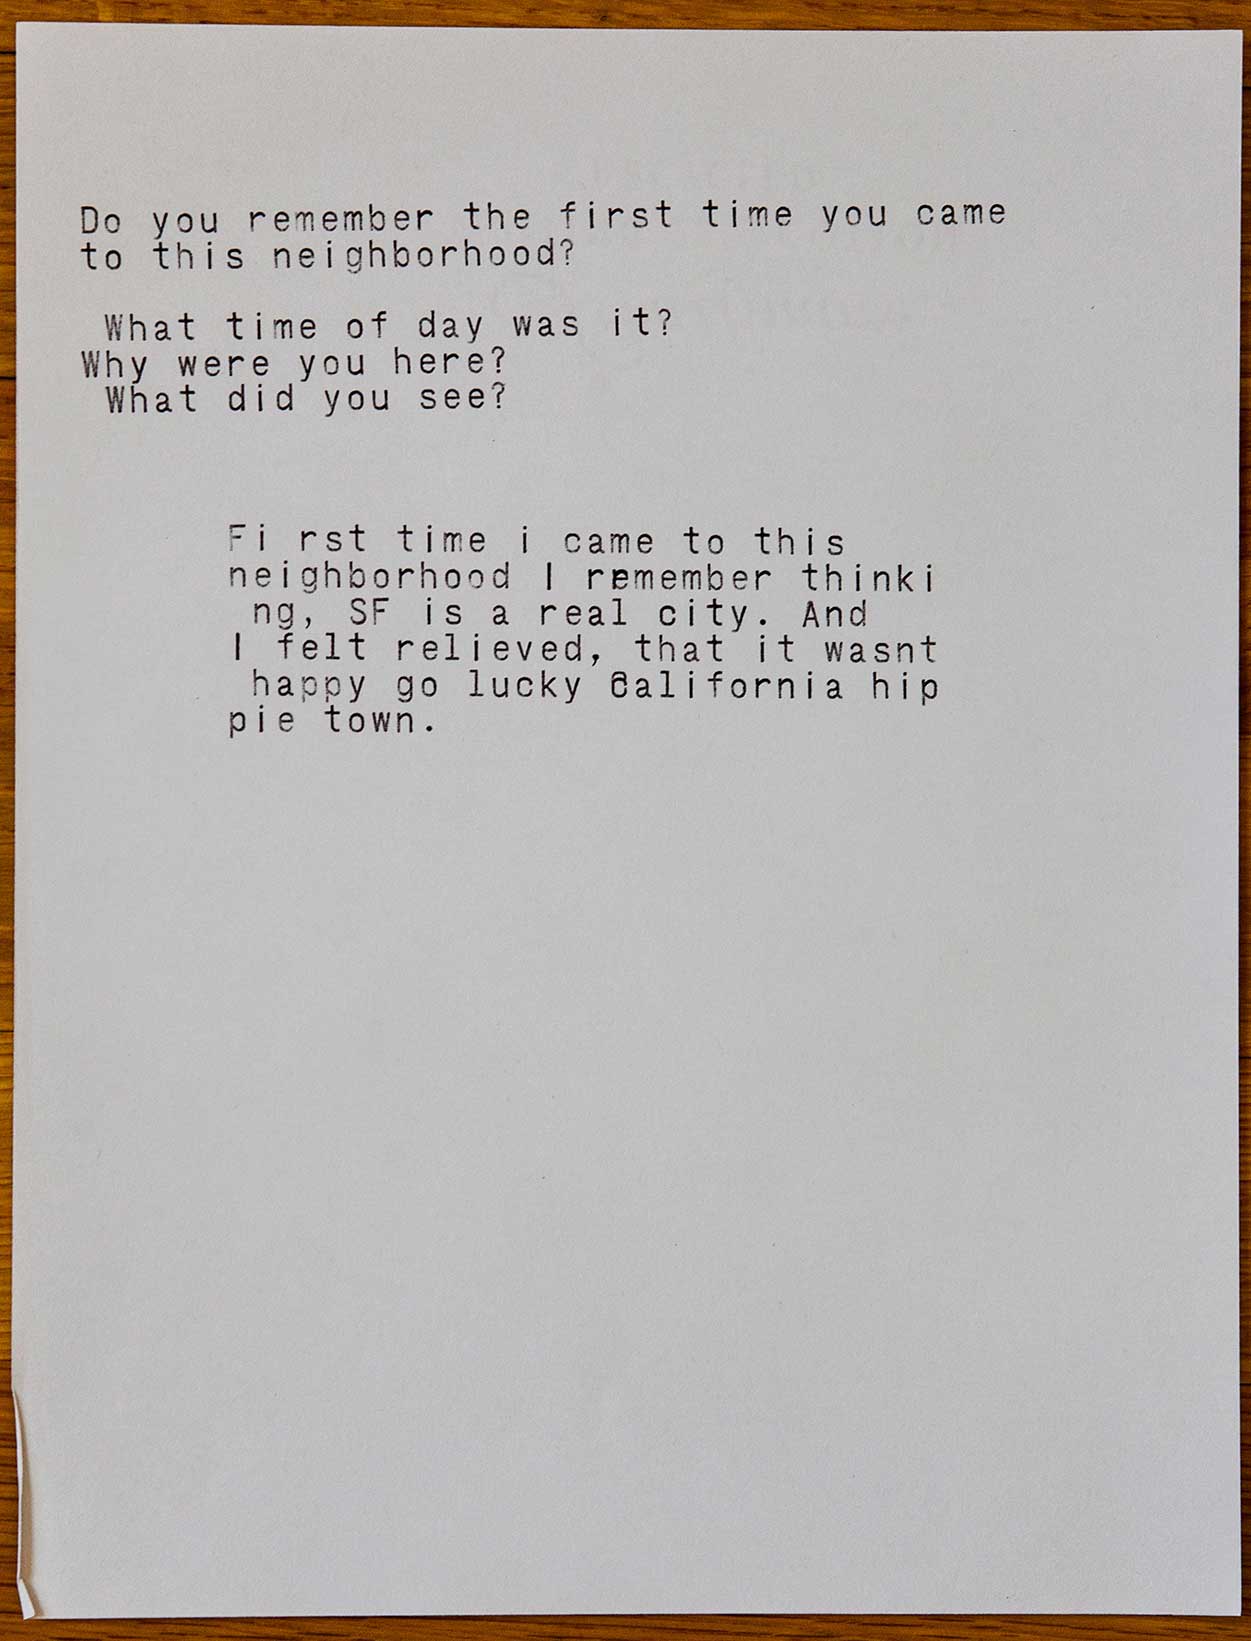 Do you remember the first time you came
to this neighborhood?
What time of day was it?
Why were you here?
What did you see?
Fi rst time i came to this
neighborhood I remember thinki
ng, SF is a real city. And
I felt relieved, that it wasnt
happy go lucky California hip
pie town.